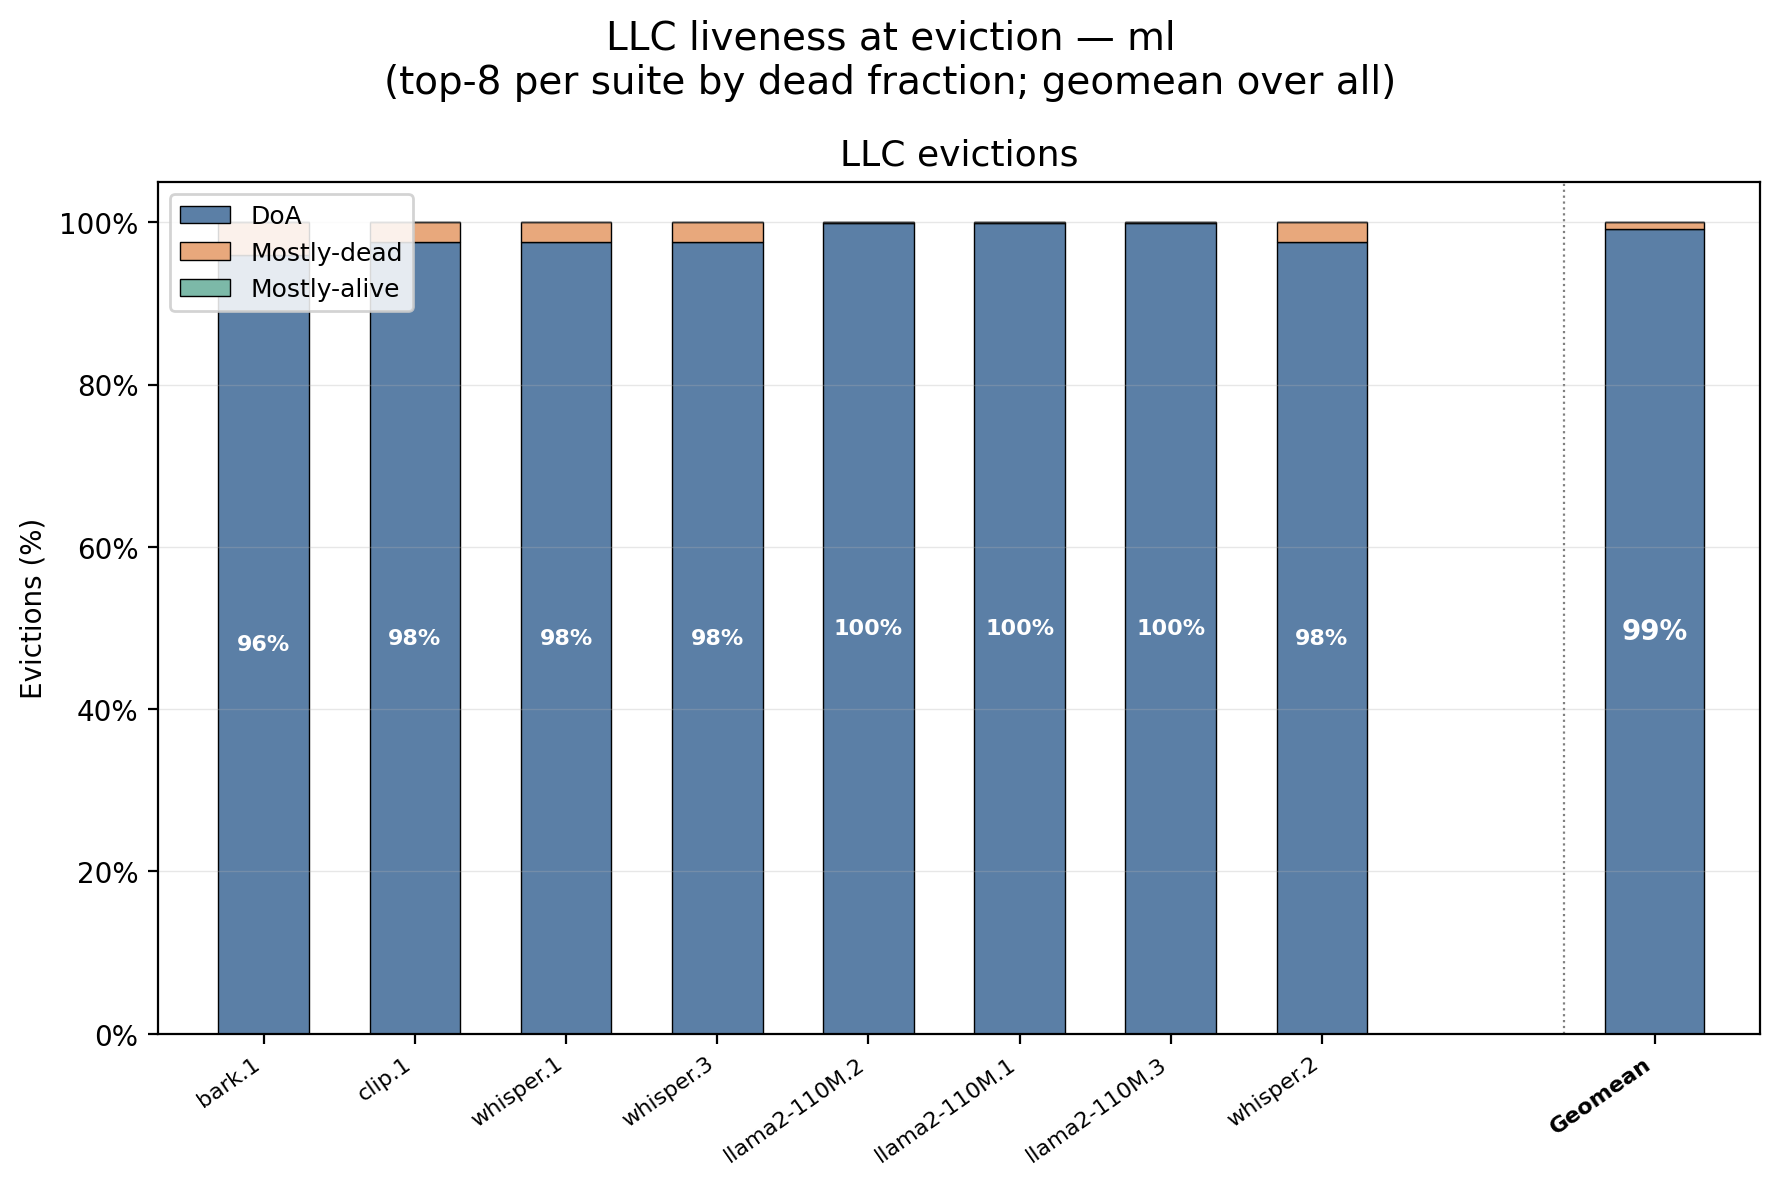 LLC liveness at eviction — ml
(top-8 per suite by dead fraction; geomean over all)
LLC evictions
DoA
Mostly-dead
Mostly-alive
Evictions (%)
100%
80%
60%
40%
20%
0%
96%
98%
98%
98%
100%
100%
100%
98%
99%
bark.1
clip.1
whisper.1
whisper.3
llama2-110M.2
llama2-110M.1
llama2-110M.3
whisper.2
Geomean